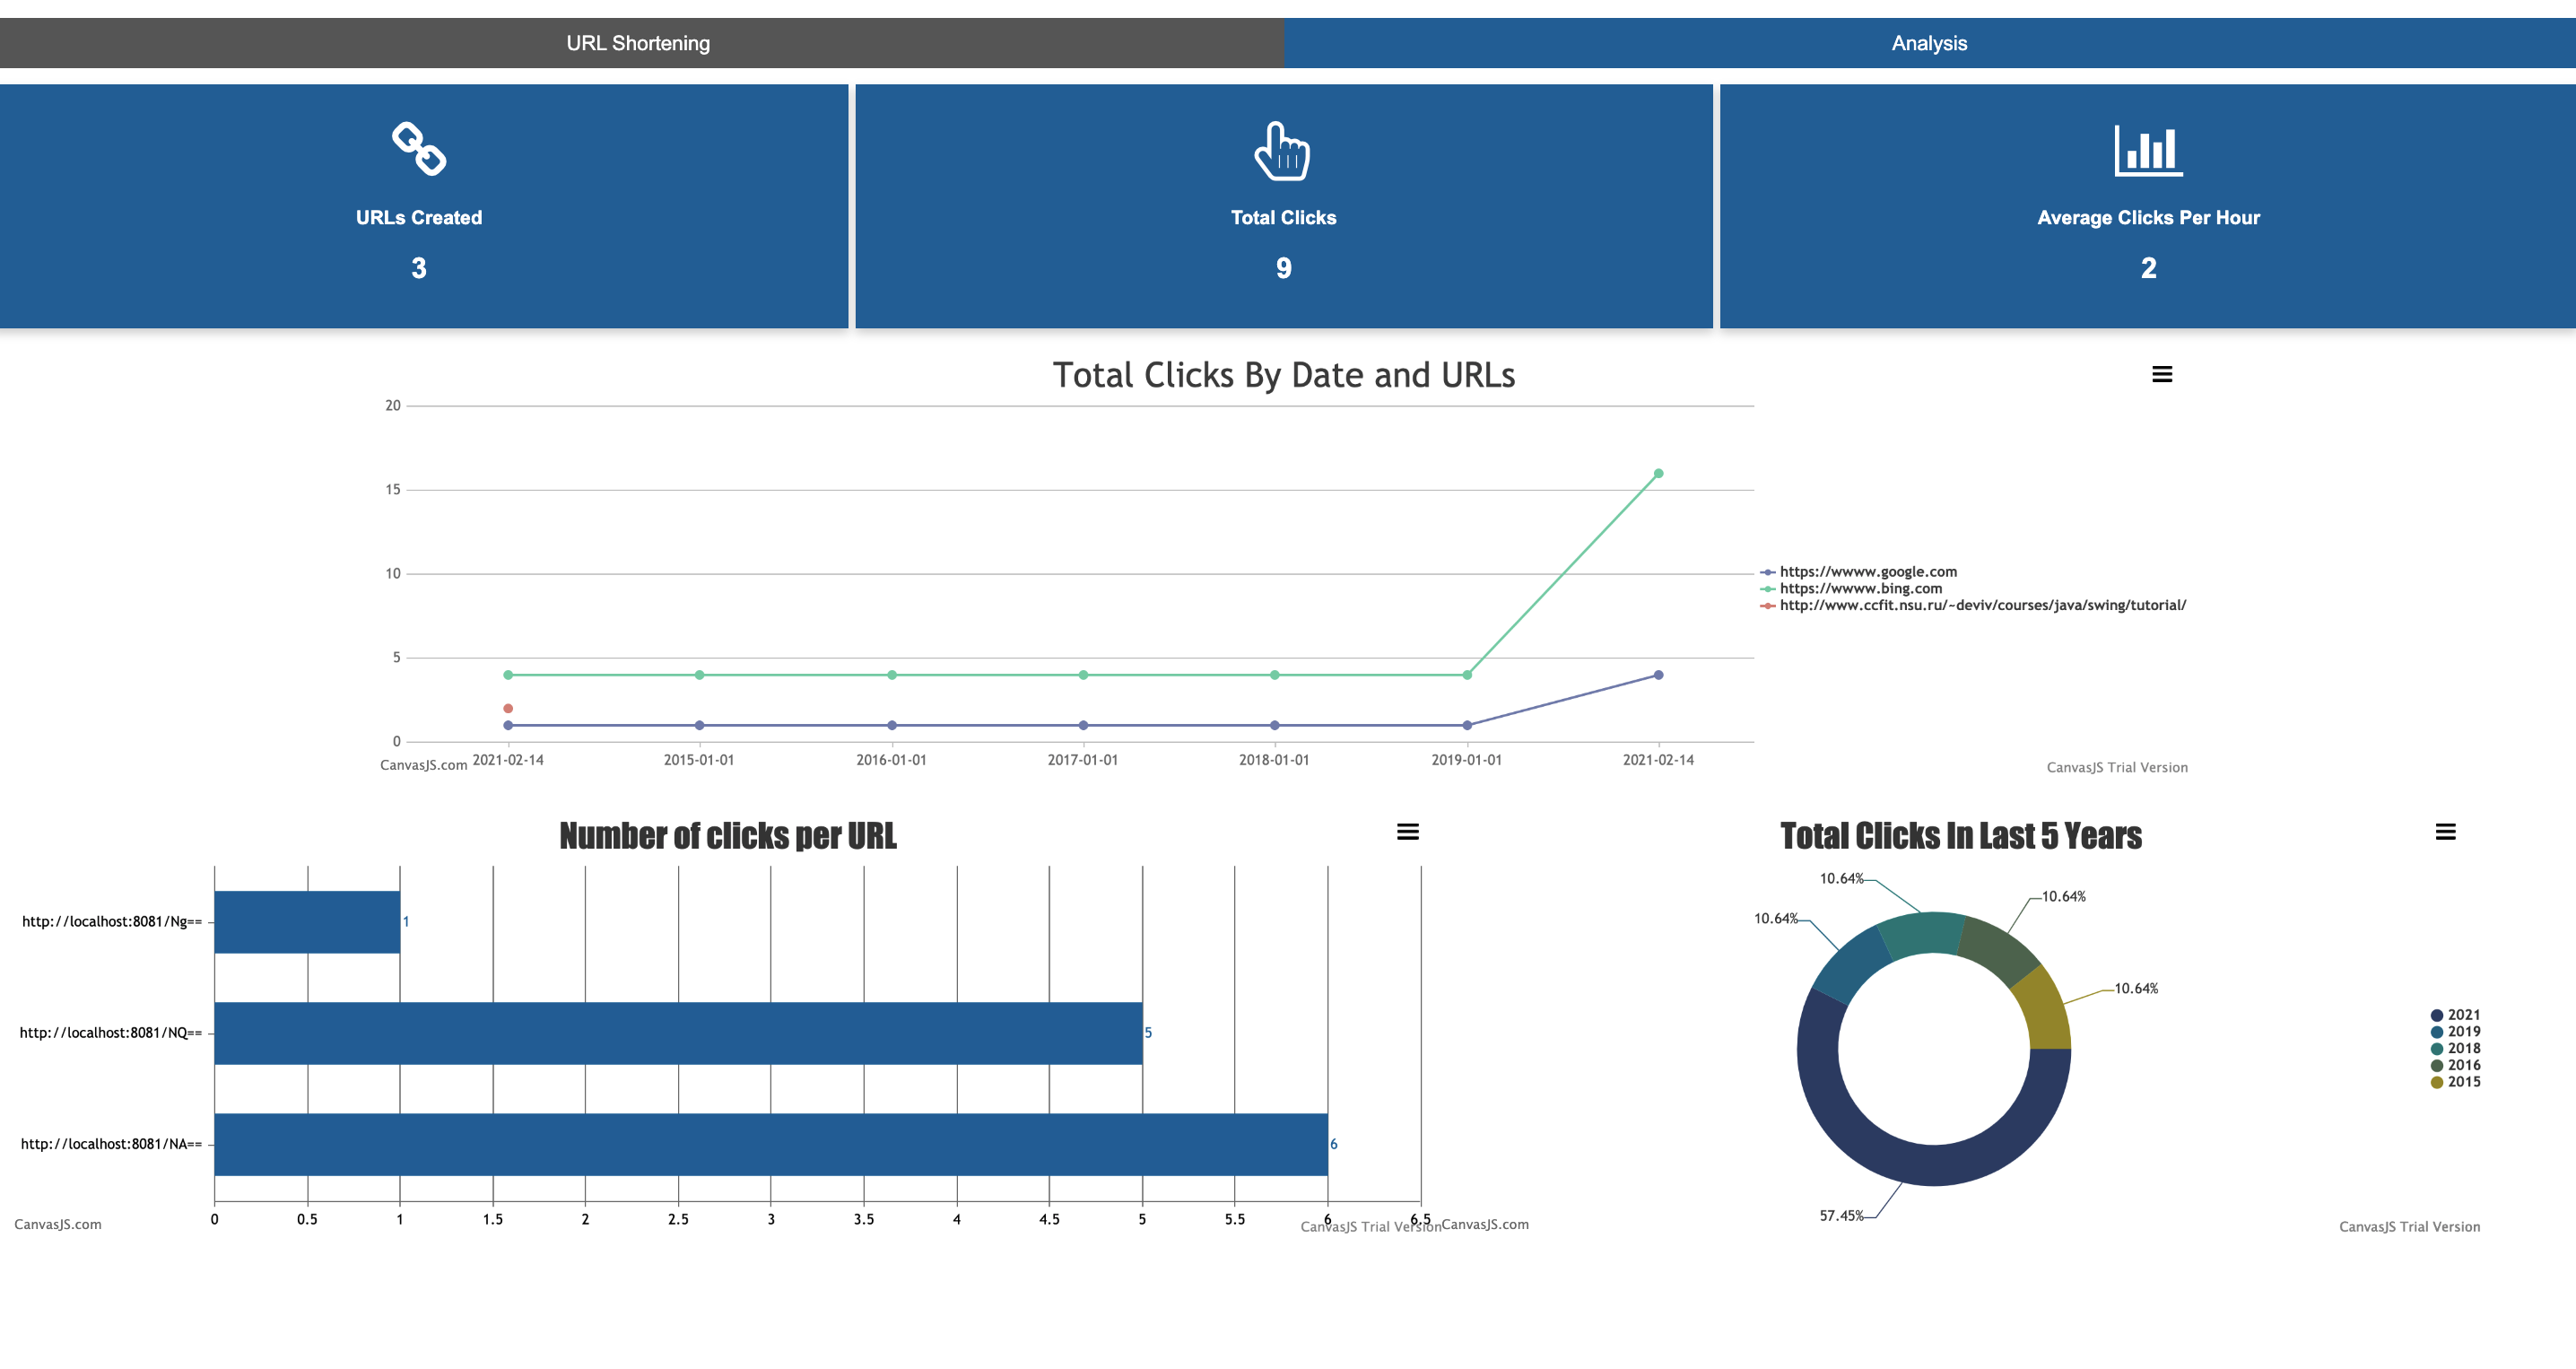 URL Shortening
Analysis
URLs Created
3
Total Clicks
9
Average Clicks Per Hour
2
Total Clicks By Date and URLs
20
15
10
5
0
2021-02-14 2015-01-01 2016-01-01 2017-01-01 2018-01-01 2019-01-01 2021-02-14
https://wwww.google.com
https://wwww.bing.com
http://www.ccfit.nsu.ru/~deviv/courses/java/swing/tutorial/
CanvasJS.com
CanvasJS Trial Version
Number of clicks per URL
http://localhost:8081/Ng==
1
http://localhost:8081/NQ==
5
http://localhost:8081/NA==
6
0 0.5 1 1.5 2 2.5 3 3.5 4 4.5 5 5.5 6 6.5
CanvasJS.com
CanvasJS Trial Version
Total Clicks In Last 5 Years
10.64%
10.64%
10.64%
10.64%
57.45%
2021
2019
2018
2016
2015
CanvasJS.com
CanvasJS Trial Version